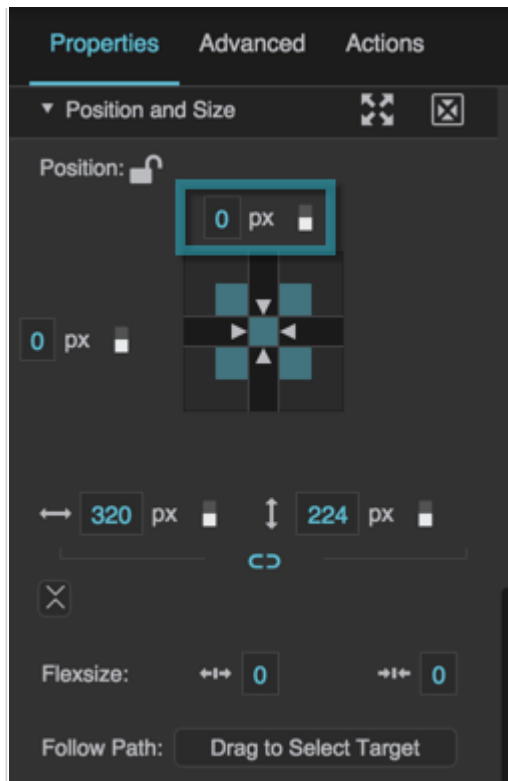 Properties Advanced Actions
Position and Size
Position:
0 px
0 px
320 px 224 px
Flexsize: 0 0
Follow Path: Drag to Select Target